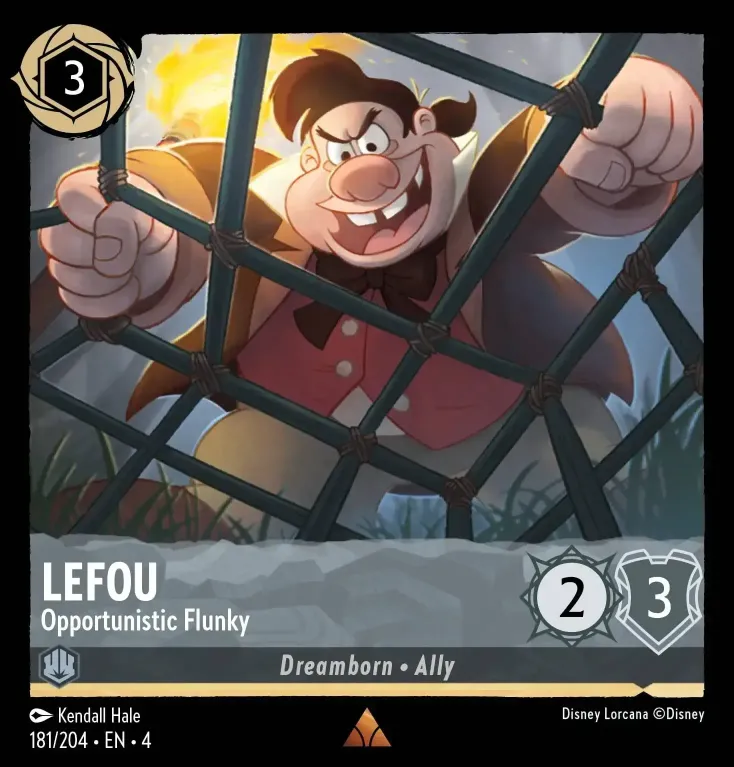 3
LEFOU
Opportunistic Flunky
2
3
Dreamborn • Ally
Kendall Hale
Disney Lorcana ©Disney
181/204 • EN • 4